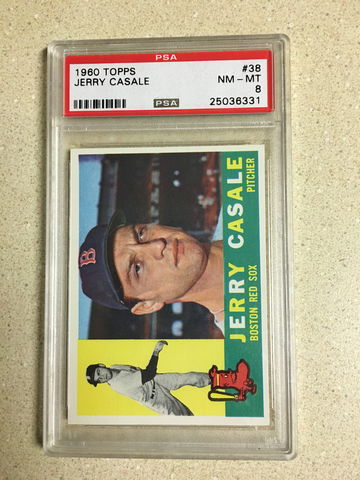 PSA
1960 TOPPS #38
JERRY CASALE NM - MT
8
PSA 25036331
B
JERRY CASALE
BOSTON RED SOX PITCHER